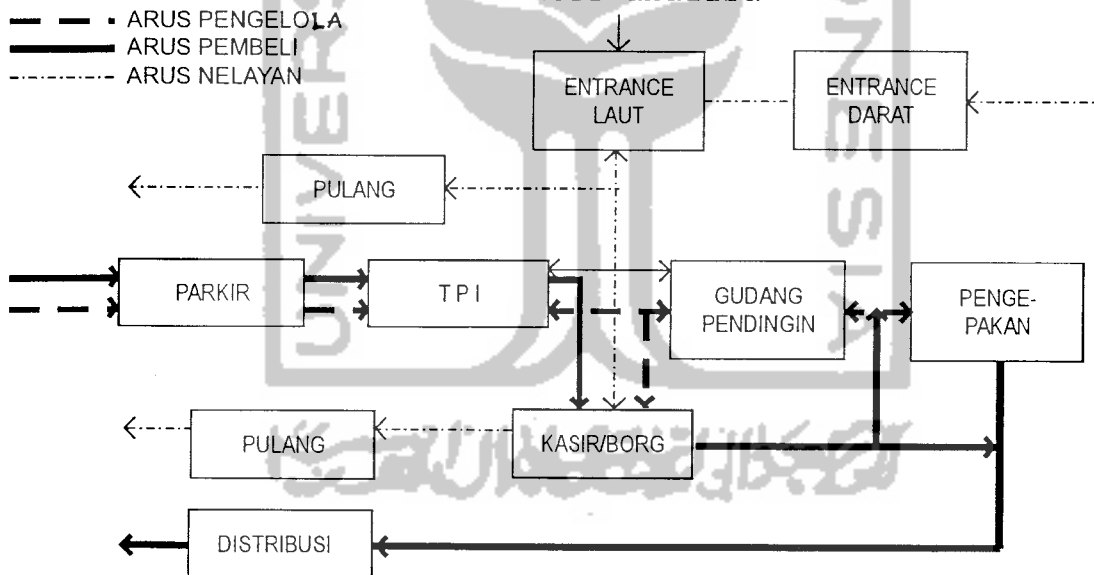 ARUS PENGELOLA
ARUS PEMBELI
ARUS NELAYAN
ENTRANCE
LAUT
ENTRANCE
DARAT
PULANG
PARKIR
T P I
GUDANG
PENDINGIN
PENGE-
PAKAN
PULANG
KASIR/BORG
DISTRIBUSI